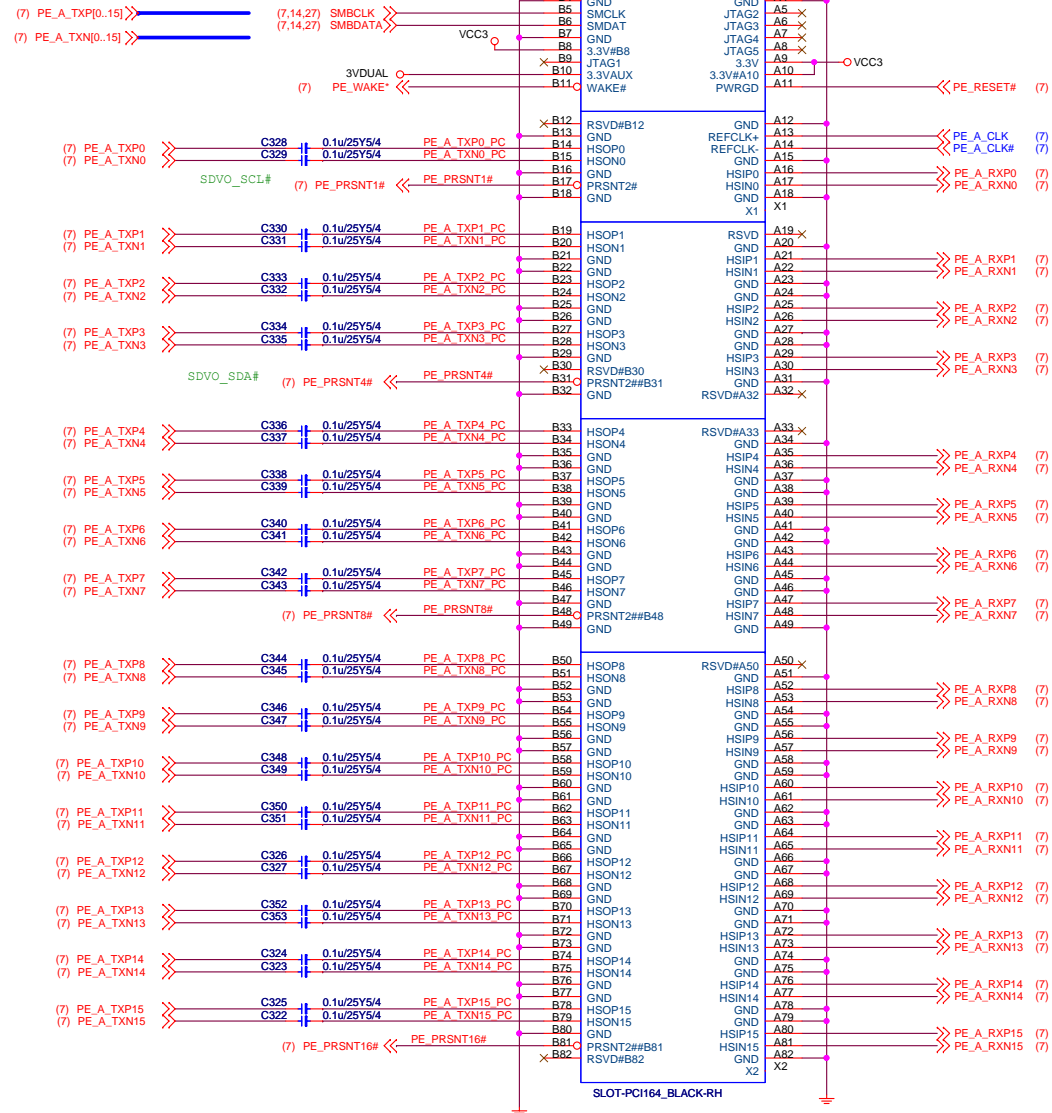 GND GND
(7) PE_A_TXP[0..15] (7,14,27) SMBCLK B5 SMCLK JTAG2 A5
(7,14,27) SMBDATA B6 SMDAT JTAG3 A6
(7) PE_A_TXN[0..15] VCC3 B7 GND JTAG4 A7
B8 3.3V#B8 JTAG5 A8
B9 JTAG1 3.3V A9 VCC3
3VDUAL B10 3.3VAUX 3.3V#A10 A10
(7) PE_WAKE* B11 WAKE# PWRGD A11 PE_RESET# (7)
B12 RSVD#B12 GND A12
B13 GND REFCLK+ A13 PE_A_CLK (7)
(7) PE_A_TXP0 C328 0.1u/25Y5/4 PE_A_TXP0_PC B14 HSOP0 REFCLK- A14 PE_A_CLK# (7)
(7) PE_A_TXN0 C329 0.1u/25Y5/4 PE_A_TXN0_PC B15 HSON0 GND A15
B16 GND HSIP0 A16 PE_A_RXP0 (7)
SDVO_SCL# (7) PE_PRSNT1# PE_PRSNT1# B17 PRSNT2# HSIN0 A17 PE_A_RXN0 (7)
B18 GND GND A18
X1 X1
(7) PE_A_TXP1 C330 0.1u/25Y5/4 PE_A_TXP1_PC B19 HSOP1 RSVD A19
(7) PE_A_TXN1 C331 0.1u/25Y5/4 PE_A_TXN1_PC B20 HSON1 GND A20
B21 GND HSIP1 A21 PE_A_RXP1 (7)
B22 GND HSIN1 A22 PE_A_RXN1 (7)
(7) PE_A_TXP2 C333 0.1u/25Y5/4 PE_A_TXP2_PC B23 HSOP2 GND A23
(7) PE_A_TXN2 C332 0.1u/25Y5/4 PE_A_TXN2_PC B24 HSON2 GND A24
B25 GND HSIP2 A25 PE_A_RXP2 (7)
B26 GND HSIN2 A26 PE_A_RXN2 (7)
(7) PE_A_TXP3 C334 0.1u/25Y5/4 PE_A_TXP3_PC B27 HSOP3 GND A27
(7) PE_A_TXN3 C335 0.1u/25Y5/4 PE_A_TXN3_PC B28 HSON3 GND A28
B29 GND HSIP3 A29 PE_A_RXP3 (7)
B30 RSVD#B30 HSIN3 A30 PE_A_RXN3 (7)
SDVO_SDA# (7) PE_PRSNT4# PE_PRSNT4# B31 PRSNT2##B31 GND A31
B32 GND RSVD#A32 A32
(7) PE_A_TXP4 C336 0.1u/25Y5/4 PE_A_TXP4_PC B33 HSOP4 RSVD#A33 A33
(7) PE_A_TXN4 C337 0.1u/25Y5/4 PE_A_TXN4_PC B34 HSON4 GND A34
B35 GND HSIP4 A35 PE_A_RXP4 (7)
B36 GND HSIN4 A36 PE_A_RXN4 (7)
(7) PE_A_TXP5 C338 0.1u/25Y5/4 PE_A_TXP5_PC B37 HSOP5 GND A37
(7) PE_A_TXN5 C339 0.1u/25Y5/4 PE_A_TXN5_PC B38 HSON5 GND A38
B39 GND HSIP5 A39 PE_A_RXP5 (7)
B40 GND HSIN5 A40 PE_A_RXN5 (7)
(7) PE_A_TXP6 C340 0.1u/25Y5/4 PE_A_TXP6_PC B41 HSOP6 GND A41
(7) PE_A_TXN6 C341 0.1u/25Y5/4 PE_A_TXN6_PC B42 HSON6 GND A42
B43 GND HSIP6 A43 PE_A_RXP6 (7)
B44 GND HSIN6 A44 PE_A_RXN6 (7)
(7) PE_A_TXP7 C342 0.1u/25Y5/4 PE_A_TXP7_PC B45 HSOP7 GND A45
(7) PE_A_TXN7 C343 0.1u/25Y5/4 PE_A_TXN7_PC B46 HSON7 GND A46
B47 GND HSIP7 A47 PE_A_RXP7 (7)
(7) PE_PRSNT8# PE_PRSNT8# B48 PRSNT2##B48 HSIN7 A48 PE_A_RXN7 (7)
B49 GND GND A49
(7) PE_A_TXP8 C344 0.1u/25Y5/4 PE_A_TXP8_PC B50 HSOP8 RSVD#A50 A50
(7) PE_A_TXN8 C345 0.1u/25Y5/4 PE_A_TXN8_PC B51 HSON8 GND A51
B52 GND HSIP8 A52 PE_A_RXP8 (7)
B53 GND HSIN8 A53 PE_A_RXN8 (7)
(7) PE_A_TXP9 C346 0.1u/25Y5/4 PE_A_TXP9_PC B54 HSOP9 GND A54
(7) PE_A_TXN9 C347 0.1u/25Y5/4 PE_A_TXN9_PC B55 HSON9 GND A55
B56 GND HSIP9 A56 PE_A_RXP9 (7)
B57 GND HSIN9 A57 PE_A_RXN9 (7)
(7) PE_A_TXP10 C348 0.1u/25Y5/4 PE_A_TXP10_PC B58 HSOP10 GND A58
(7) PE_A_TXN10 C349 0.1u/25Y5/4 PE_A_TXN10_PC B59 HSON10 GND A59
B60 GND HSIP10 A60 PE_A_RXP10 (7)
B61 GND HSIN10 A61 PE_A_RXN10 (7)
(7) PE_A_TXP11 C350 0.1u/25Y5/4 PE_A_TXP11_PC B62 HSOP11 GND A62
(7) PE_A_TXN11 C351 0.1u/25Y5/4 PE_A_TXN11_PC B63 HSON11 GND A63
B64 GND HSIP11 A64 PE_A_RXP11 (7)
B65 GND HSIN11 A65 PE_A_RXN11 (7)
(7) PE_A_TXP12 C326 0.1u/25Y5/4 PE_A_TXP12_PC B66 HSOP12 GND A66
(7) PE_A_TXN12 C327 0.1u/25Y5/4 PE_A_TXN12_PC B67 HSON12 GND A67
B68 GND HSIP12 A68 PE_A_RXP12 (7)
B69 GND HSIN12 A69 PE_A_RXN12 (7)
(7) PE_A_TXP13 C352 0.1u/25Y5/4 PE_A_TXP13_PC B70 HSOP13 GND A70
(7) PE_A_TXN13 C353 0.1u/25Y5/4 PE_A_TXN13_PC B71 HSON13 GND A71
B72 GND HSIP13 A72 PE_A_RXP13 (7)
B73 GND HSIN13 A73 PE_A_RXN13 (7)
(7) PE_A_TXP14 C324 0.1u/25Y5/4 PE_A_TXP14_PC B74 HSOP14 GND A74
(7) PE_A_TXN14 C323 0.1u/25Y5/4 PE_A_TXN14_PC B75 HSON14 GND A75
B76 GND HSIP14 A76 PE_A_RXP14 (7)
B77 GND HSIN14 A77 PE_A_RXN14 (7)
(7) PE_A_TXP15 C325 0.1u/25Y5/4 PE_A_TXP15_PC B78 HSOP15 GND A78
(7) PE_A_TXN15 C322 0.1u/25Y5/4 PE_A_TXN15_PC B79 HSON15 GND A79
B80 GND HSIP15 A80 PE_A_RXP15 (7)
(7) PE_PRSNT16# PE_PRSNT16# B81 PRSNT2##B81 HSIN15 A81 PE_A_RXN15 (7)
B82 RSVD#B82 GND A82
X2 X2
SLOT-PCI164_BLACK-RH